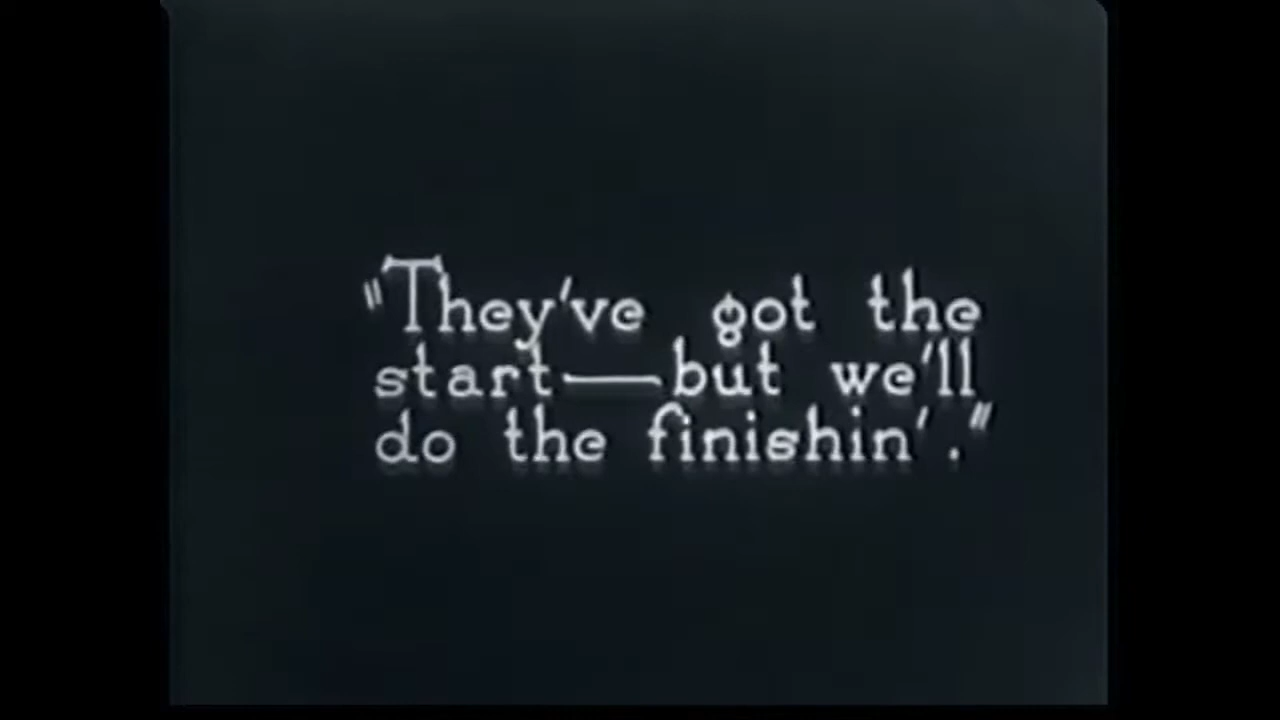 "They've got the
start—but we'll
do the finishin'."